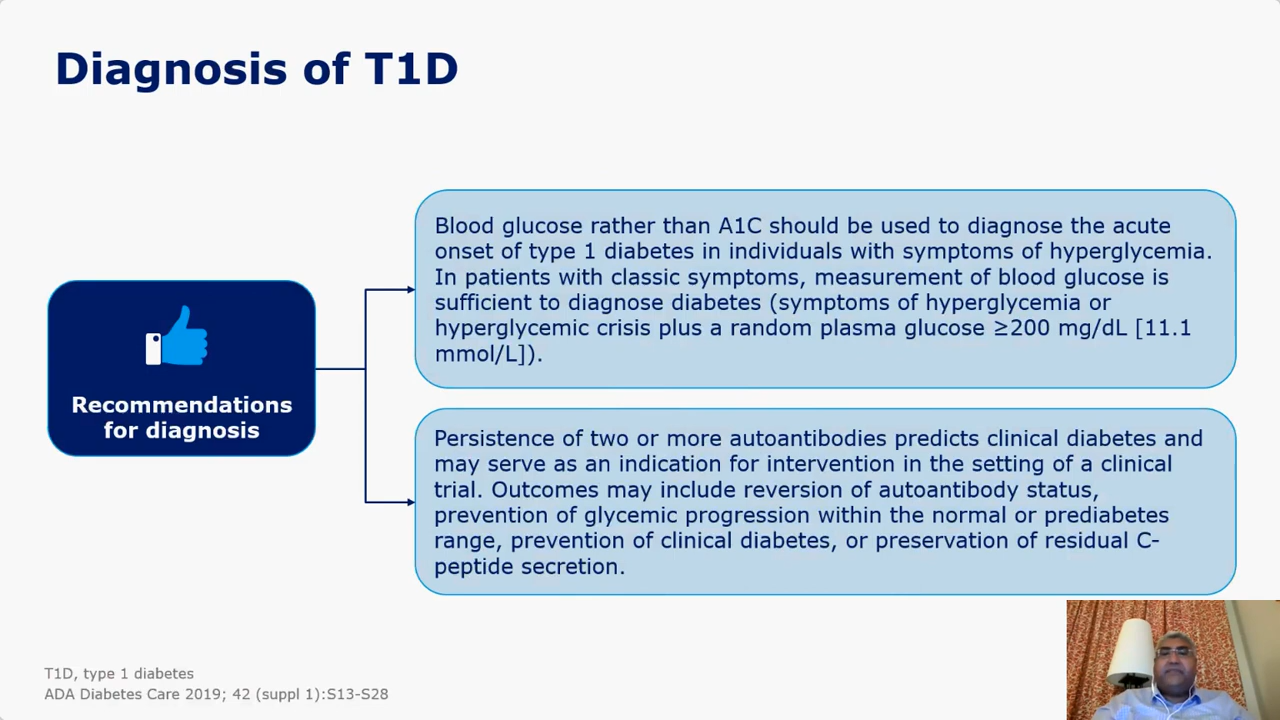 Diagnosis of T1D
Recommendations
for diagnosis
Blood glucose rather than A1C should be used to diagnose the acute
onset of type 1 diabetes in individuals with symptoms of hyperglycemia.
In patients with classic symptoms, measurement of blood glucose is
sufficient to diagnose diabetes (symptoms of hyperglycemia or
hyperglycemic crisis plus a random plasma glucose ≥200 mg/dL [11.1
mmol/L]).
Persistence of two or more autoantibodies predicts clinical diabetes and
may serve as an indication for intervention in the setting of a clinical
trial. Outcomes may include reversion of autoantibody status,
prevention of glycemic progression within the normal or prediabetes
range, prevention of clinical diabetes, or preservation of residual C-
peptide secretion.
T1D, type 1 diabetes
ADA Diabetes Care 2019; 42 (suppl 1):S13-S28